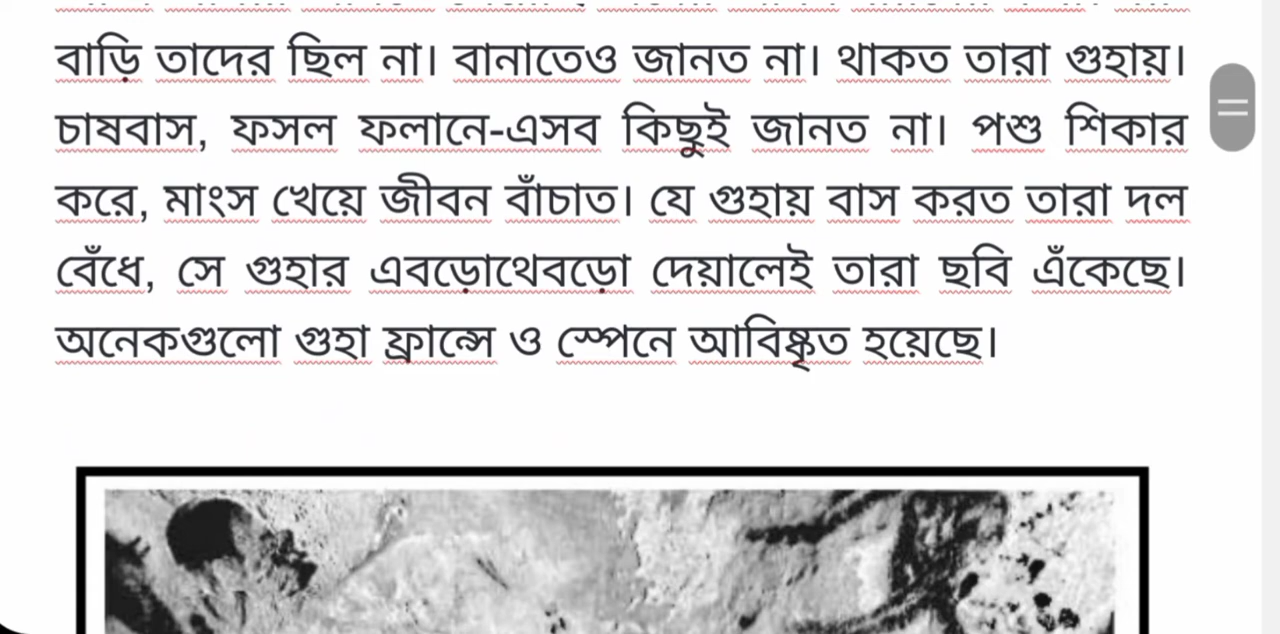 বাড়ি তাদের ছিল না। বানাতেও জানত না। থাকত তারা গুহায়।
চাষবাস, ফসল ফলানে-এসব কিছুই জানত না। পশু শিকার
করে, মাংস খেয়ে জীবন বাঁচাত। যে গুহায় বাস করত তারা দল
বেঁধে, সে গুহার এবড়োথেবড়ো দেয়ালেই তারা ছবি এঁকেছে।
অনেকগুলো গুহা ফ্রান্সে ও স্পেনে আবিষ্কৃত হয়েছে।